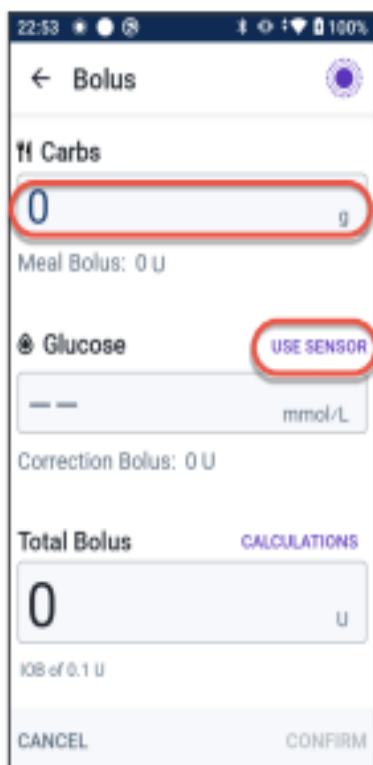 22:53 100%
← Bolus
Carbs
0 g
Meal Bolus: 0 U
Glucose USE SENSOR
-- mmol/L
Correction Bolus: 0 U
Total Bolus CALCULATIONS
0 U
IOB of 0.1 U
CANCEL CONFIRM